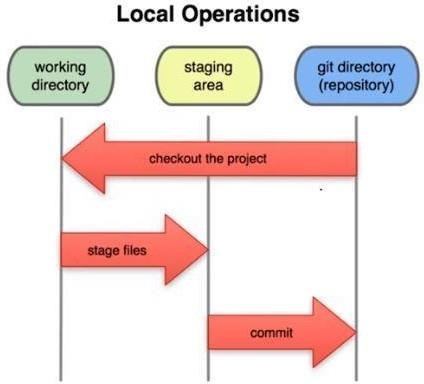 Local Operations
working
directory
staging
area
git directory
(repository)
checkout the project
stage files
commit